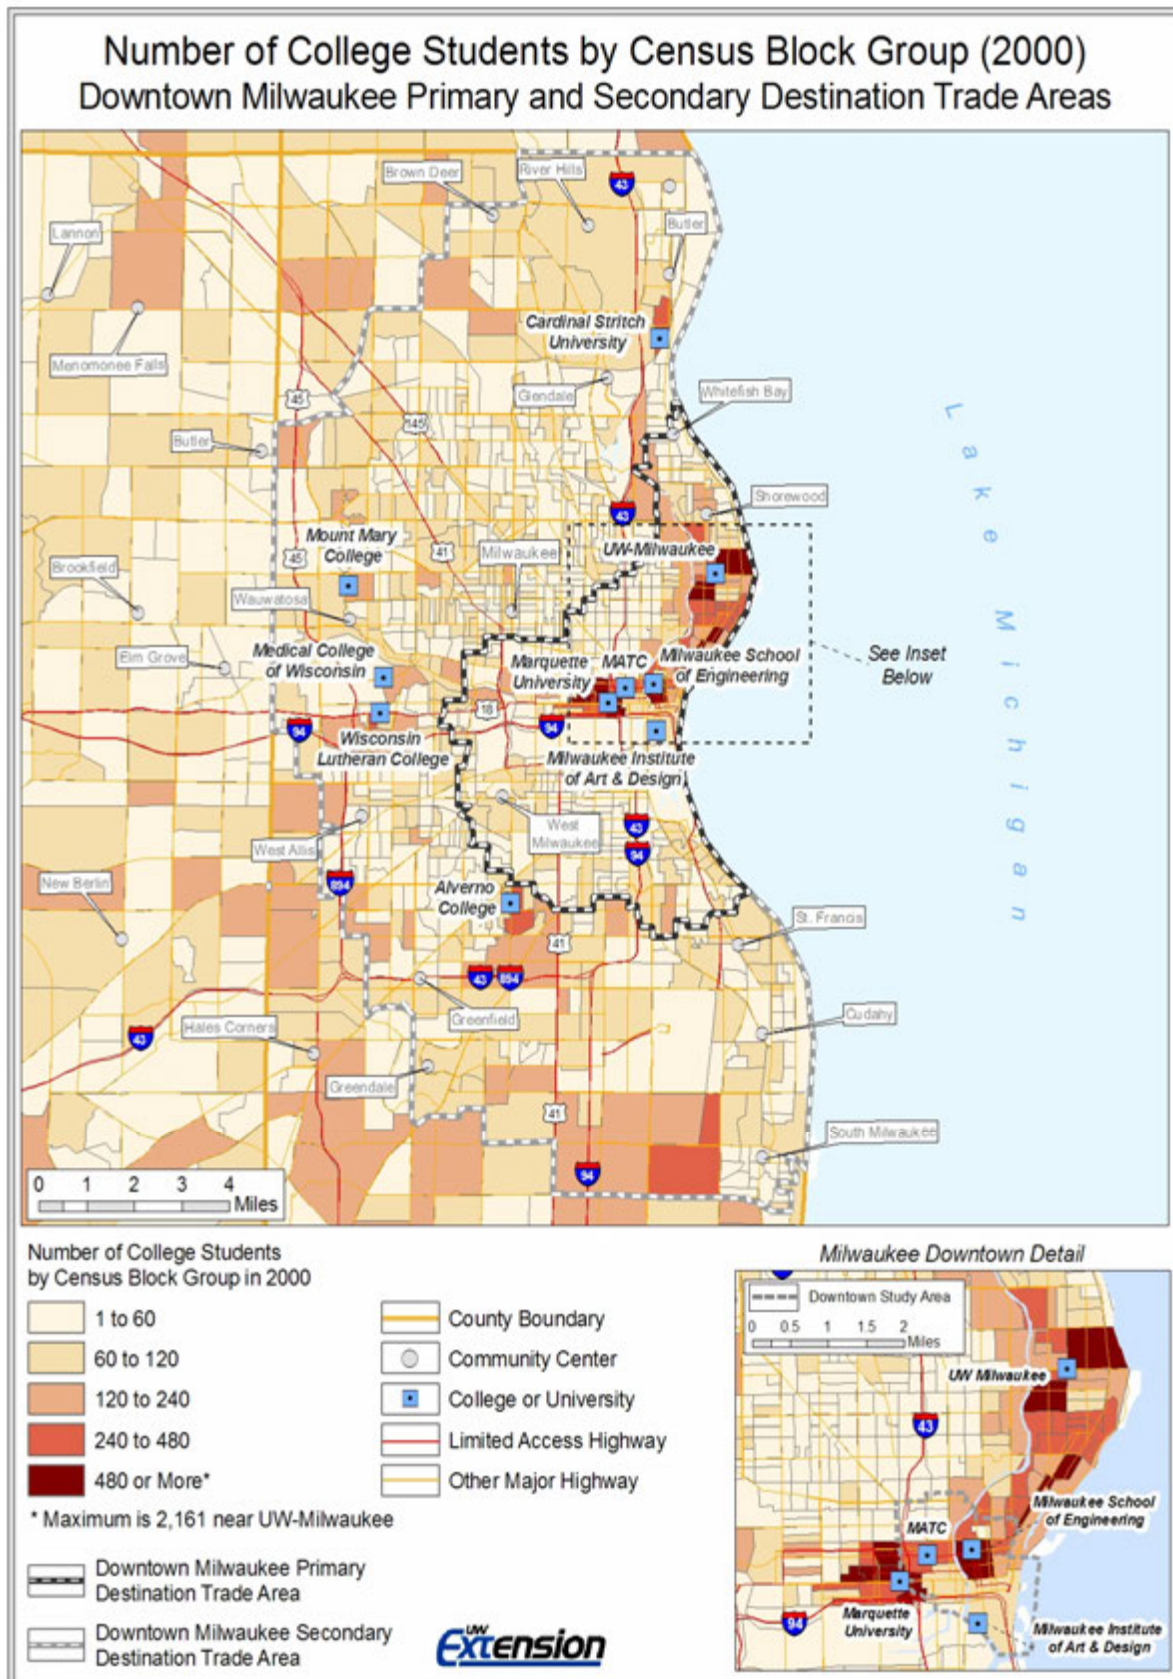 Number of College Students by Census Block Group (2000)
Downtown Milwaukee Primary and Secondary Destination Trade Areas
Brown Deer
River Hills
43
Butler
Lannon
Cardinal Stritch
University
Menomonee Falls
Glendale
Whitefish Bay
45
145
Butler
Shorewood
43
Mount Mary
College
UW-Milwaukee
Milwaukee
41
45
Brookfield
Wauwatosa
Elm Grove
Medical College
of Wisconsin
Marquette
University
MATC
Milwaukee School
of Engineering
See Inset
Below
Lake Michigan
18
94
94
Wisconsin
Lutheran College
Milwaukee Institute
of Art & Design
West
Milwaukee
43
94
West Allis
New Berlin
894
Alverno
College
St. Francis
41
43
894
Greenfield
Cudahy
Hales Corners
43
Greendale
41
South Milwaukee
94
0 1 2 3 4
Miles
Number of College Students
by Census Block Group in 2000
1 to 60
60 to 120
120 to 240
240 to 480
480 or More*
* Maximum is 2,161 near UW-Milwaukee
County Boundary
Community Center
College or University
Limited Access Highway
Other Major Highway
Downtown Milwaukee Primary
Destination Trade Area
Downtown Milwaukee Secondary
Destination Trade Area
UW
Extension
Milwaukee Downtown Detail
Downtown Study Area
0 0.5 1 1.5 2
Miles
UW Milwaukee
43
Milwaukee School
of Engineering
MATC
94
Marquette
University
Milwaukee Institute
of Art & Design